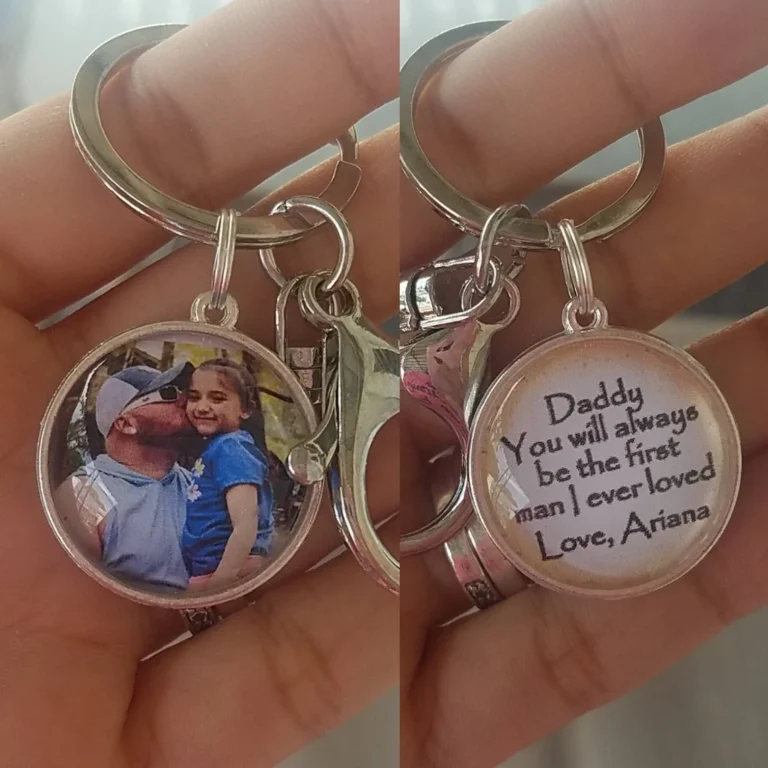 Daddy
You will always
be the first
man I ever loved
Love, Ariana